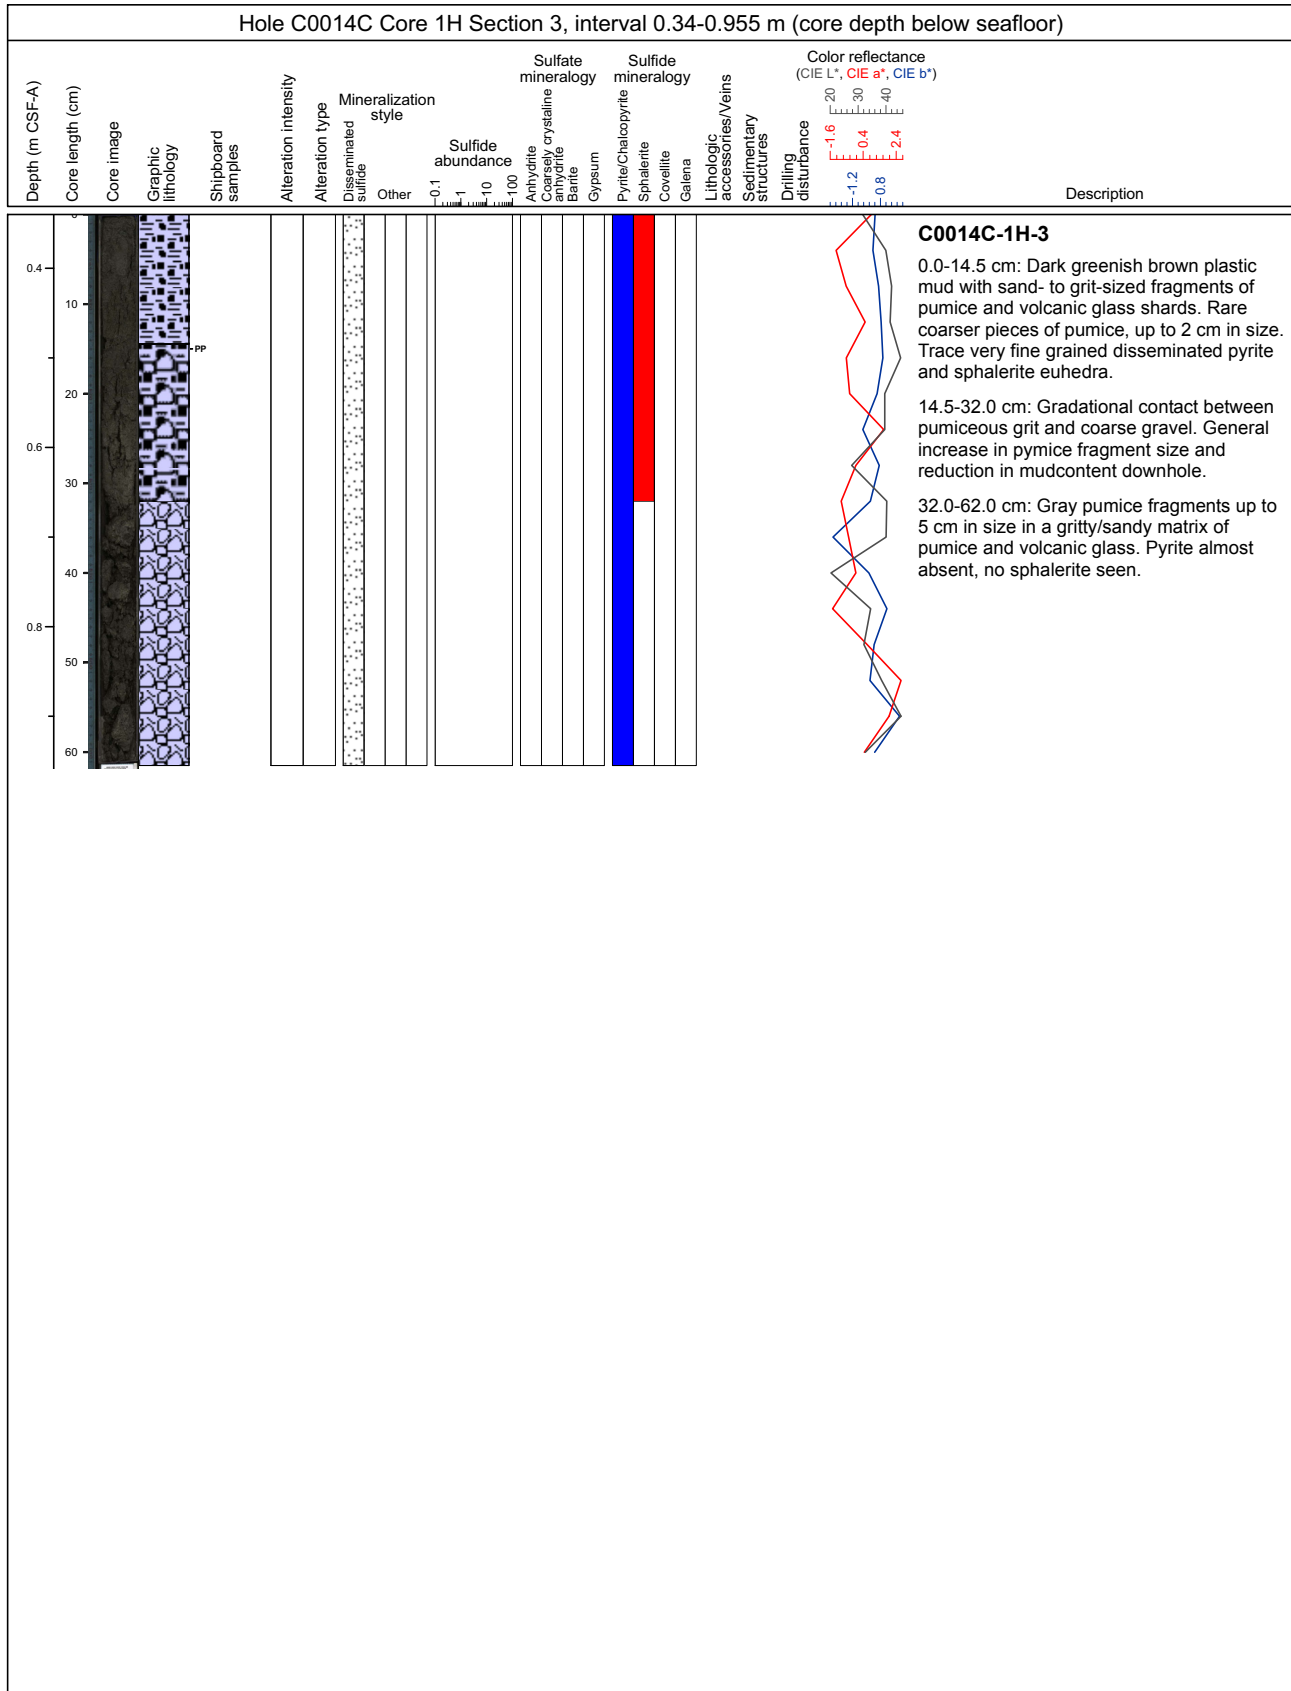 Hole C0014C Core 1H Section 3, interval 0.34-0.955 m (core depth below seafloor)
Depth (m CSF-A)
Core length (cm)
Core image
Graphic
lithology
Shipboard
samples
Alteration intensity
Alteration type
Mineralization
style
Disseminated
sulfide
Other
Sulfide
abundance
0.1
1
10
100
Sulfate
mineralogy
Anhydrite
Coarsely crystaline
anhydrite
Barite
Gypsum
Sulfide
mineralogy
Pyrite/Chalcopyrite
Sphalerite
Covellite
Galena
Lithologic
accessories/Veins
Sedimentary
structures
Drilling
disturbance
Color reflectance
(CIE L*, CIE a*, CIE b*)
20
30
40
-1.6
0.4
2.4
-1.2
0.8
Description
0.4
0.6
0.8
10
20
30
40
50
60
PP
C0014C-1H-3
0.0-14.5 cm: Dark greenish brown plastic
mud with sand- to grit-sized fragments of
pumice and volcanic glass shards. Rare
coarser pieces of pumice, up to 2 cm in size.
Trace very fine grained disseminated pyrite
and sphalerite euhedra.
14.5-32.0 cm: Gradational contact between
pumiceous grit and coarse gravel. General
increase in pymice fragment size and
reduction in mudcontent downhole.
32.0-62.0 cm: Gray pumice fragments up to
5 cm in size in a gritty/sandy matrix of
pumice and volcanic glass. Pyrite almost
absent, no sphalerite seen.